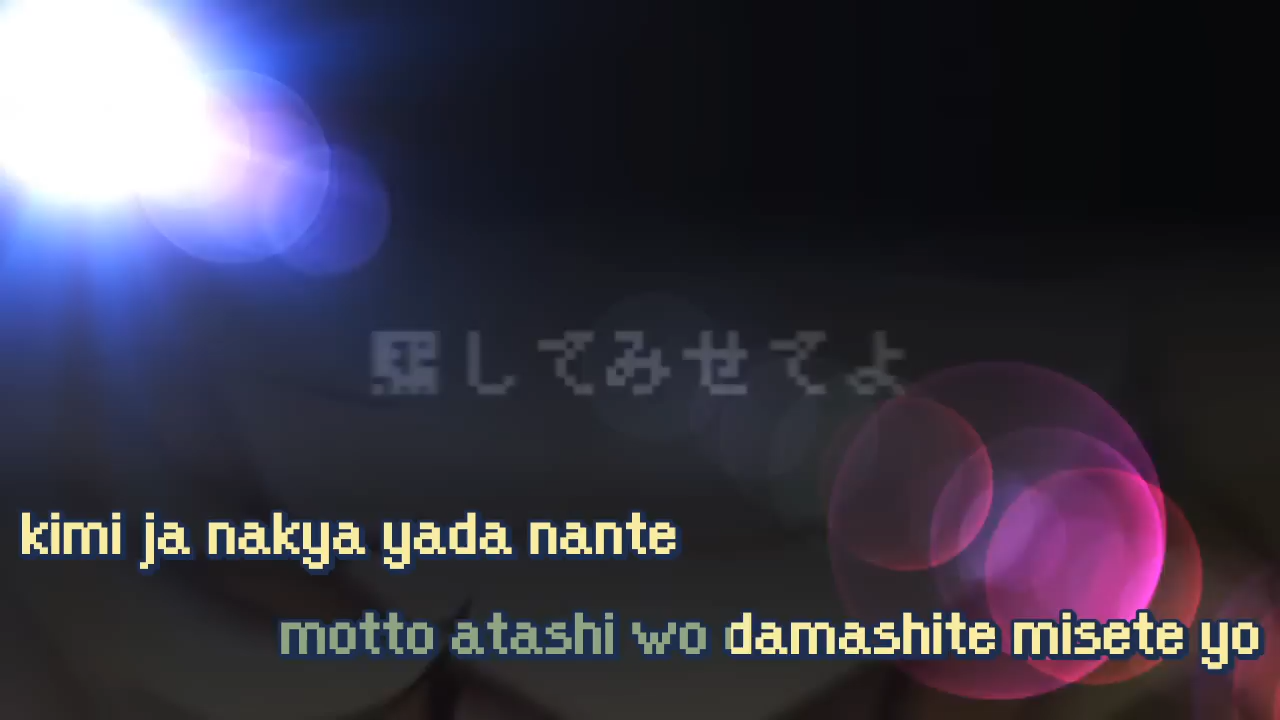 騙してみせてよ
kimi ja nakya yada nante
motto atashi wo damashite misete yo